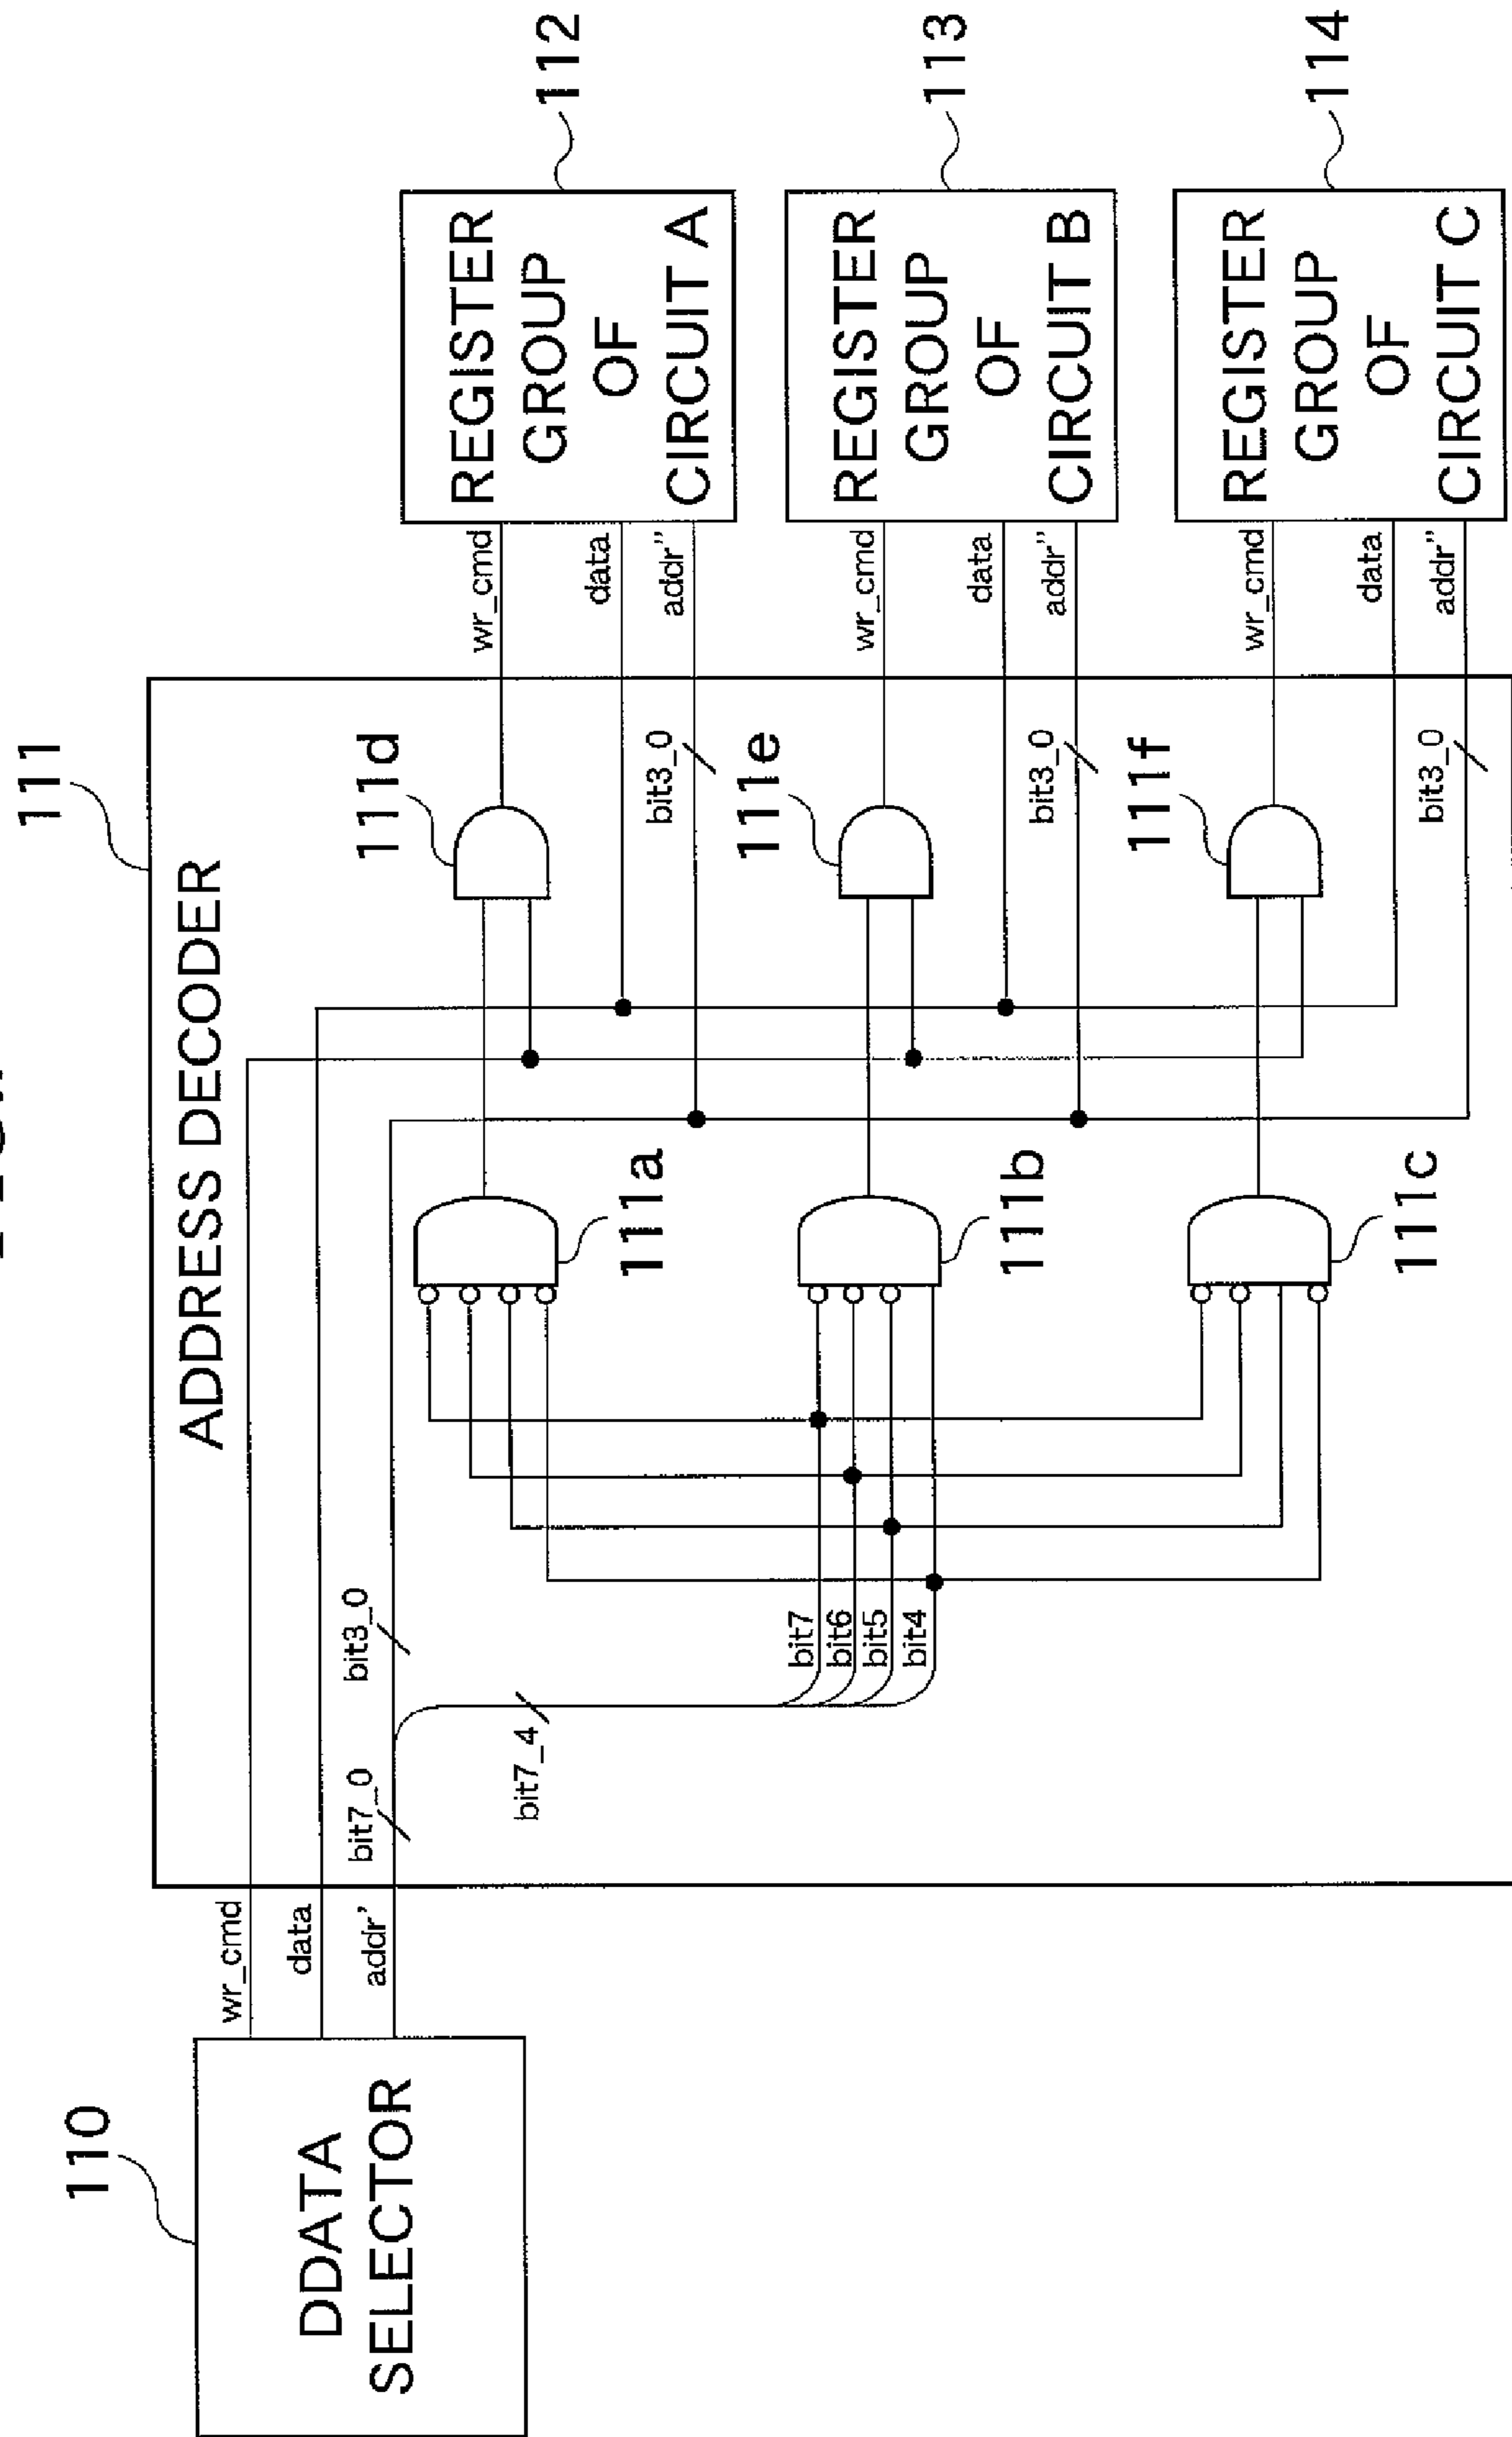 111
ADDRESS DECODER
110
DDATA
SELECTOR
wr_cmd
data
addr’
bit7_0
bit3_0
bit7_4
bit7
bit6
bit5
bit4
111a
111b
111c
111d
111e
111f
bit3_0
bit3_0
bit3_0
wr_cmd
data
addr”
REGISTER
GROUP
OF
CIRCUIT A
112
wr_cmd
data
addr”
REGISTER
GROUP
OF
CIRCUIT B
113
wr_cmd
data
addr”
REGISTER
GROUP
OF
CIRCUIT C
114